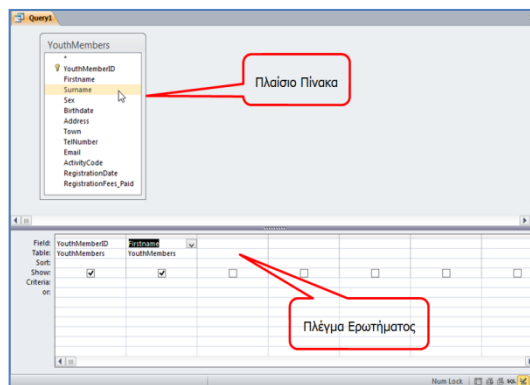 Query1
YouthMembers
*
YouthMemberID
Firstname
Surname
Sex
Birthdate
Address
Town
TelNumber
Email
ActivityCode
RegistrationDate
RegistrationFees_Paid
Πλαίσιο Πίνακα
Field: YouthMemberID Firstname
Table: YouthMembers YouthMembers
Sort:
Show:
Criteria:
or:
Πλέγμα Ερωτήματος
Num Lock SQL